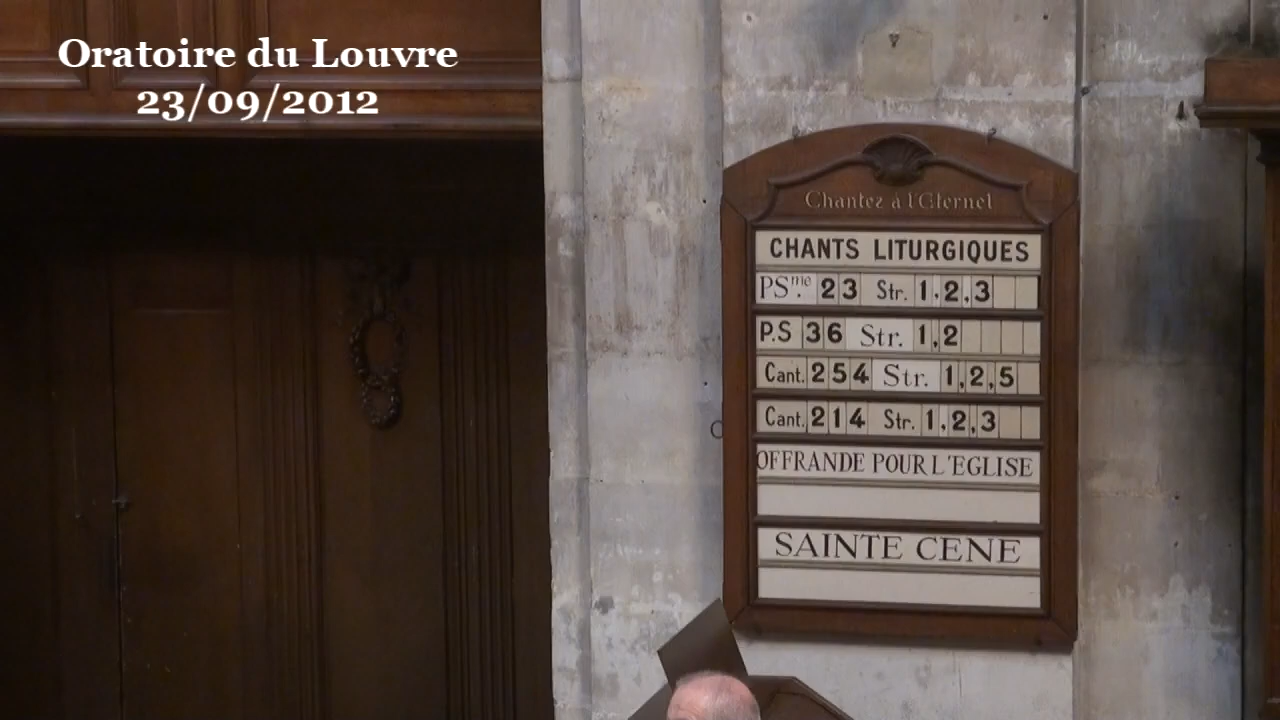 Oratoire du Louvre
23/09/2012
Chantez à l'Eternel
CHANTS LITURGIQUES
PSme. 23 Str. 1,2,3
P.S 36 Str. 1,2
Cant. 254 Str. 1,2,5
Cant. 214 Str. 1,2,3
OFFRANDE POUR L'EGLISE
SAINTE CENE